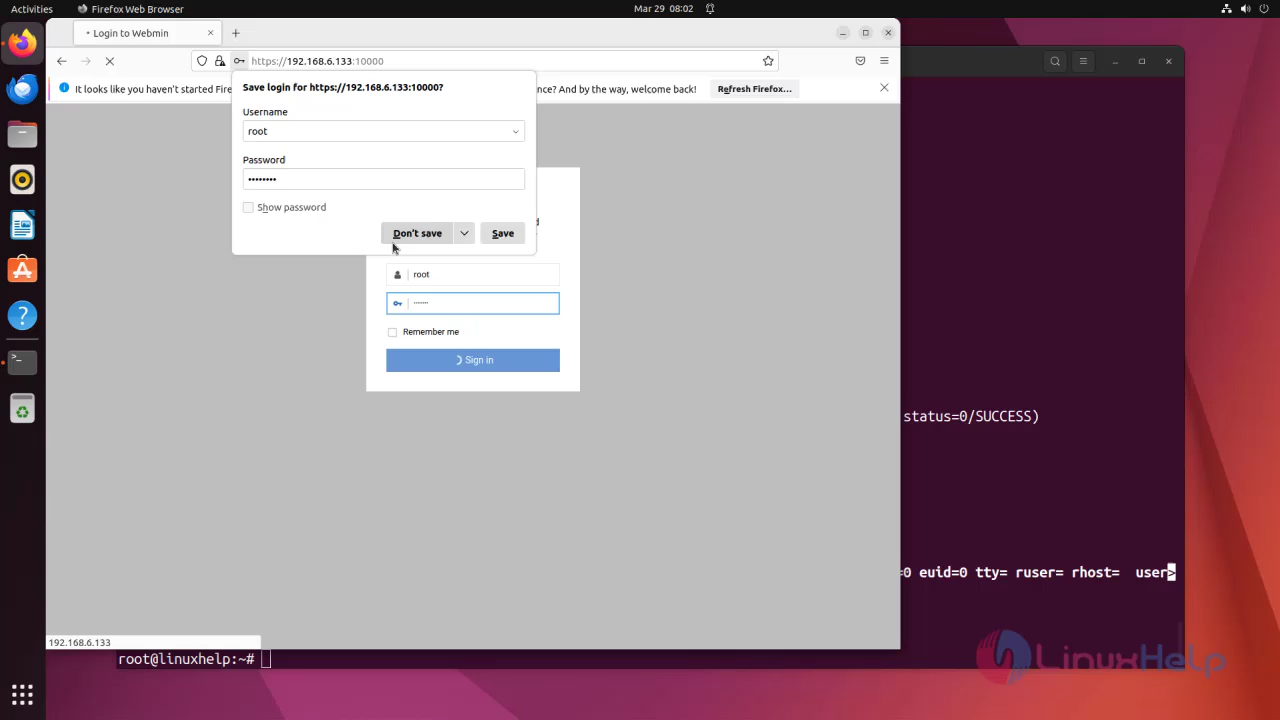 Activities
Firefox Web Browser
Mar 29 08:02
Login to Webmin
https://192.168.6.133:10000
It looks like you haven't started Fire
nce? And by the way, welcome back!
Refresh Firefox...
Save login for https://192.168.6.133:10000?
Username
root
Password
••••••••
Show password
Don't save
Save
root
Remember me
Sign in
status=0/SUCCESS)
=0 euid=0 tty= ruser= rhost=  user>
192.168.6.133
root@linuxhelp:~#
LinuxHelp